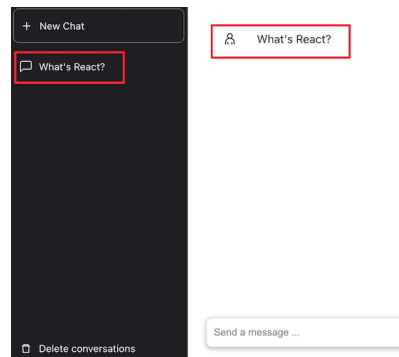 New Chat
What's React?
Delete conversations
What's React?
Send a message ...